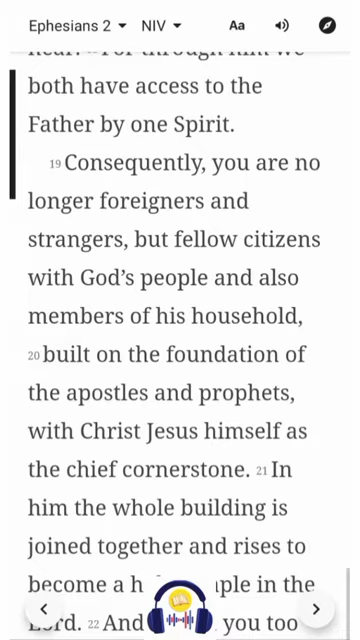 Ephesians 2 NIV Aa
both have access to the
Father by one Spirit.
19 Consequently, you are no
longer foreigners and
strangers, but fellow citizens
with God’s people and also
members of his household,
20 built on the foundation of
the apostles and prophets,
with Christ Jesus himself as
the chief cornerstone. 21 In
him the whole building is
joined together and rises to
become a in the
22 And you too